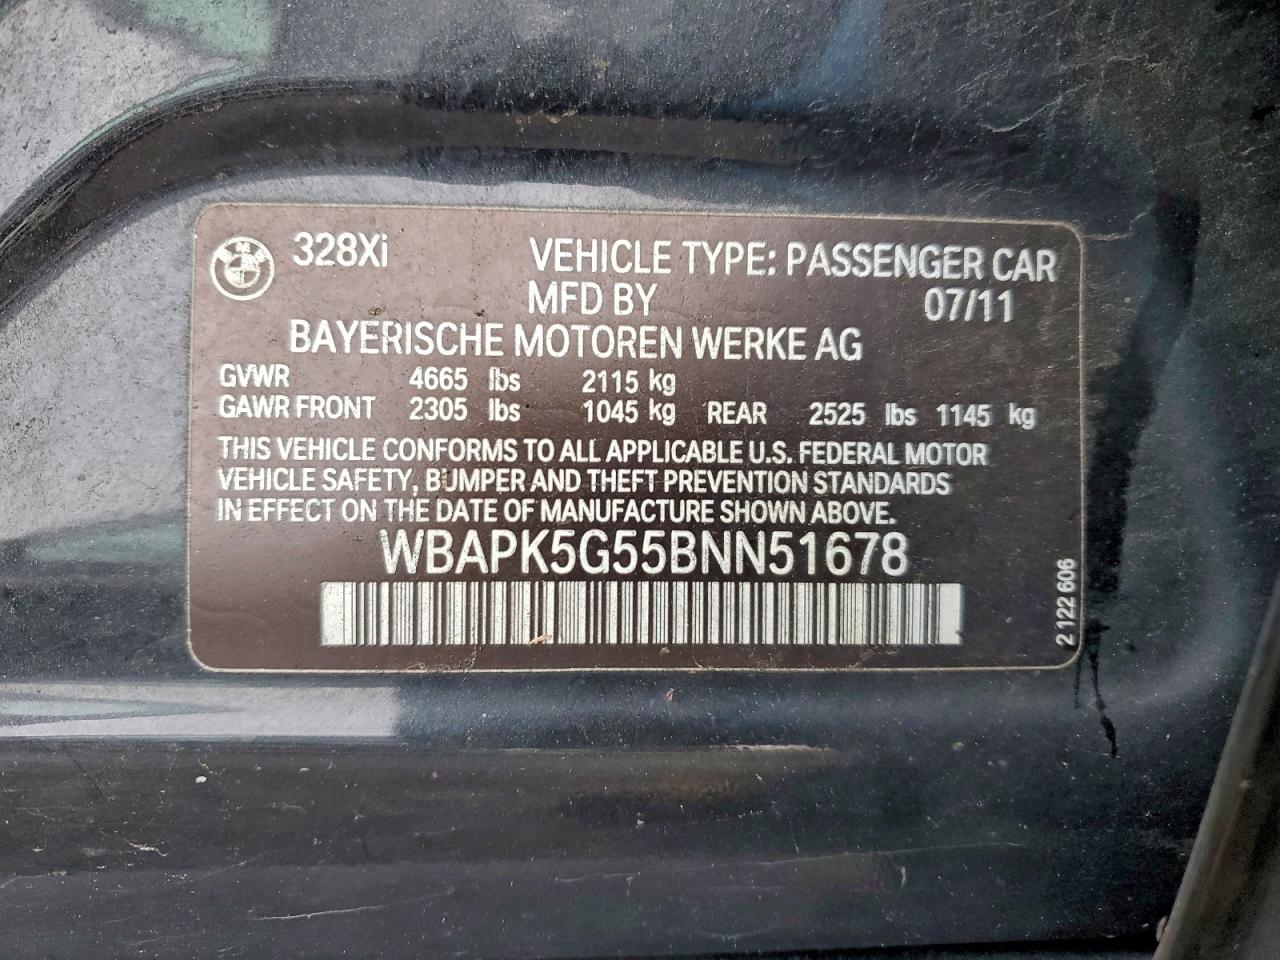 328Xi VEHICLE TYPE: PASSENGER CAR
MFD BY 07/11
BAYERISCHE MOTOREN WERKE AG
GVWR 4665 lbs 2115 kg
GAWR FRONT 2305 lbs 1045 kg REAR 2525 lbs 1145 kg
THIS VEHICLE CONFORMS TO ALL APPLICABLE U.S. FEDERAL MOTOR
VEHICLE SAFETY, BUMPER AND THEFT PREVENTION STANDARDS
IN EFFECT ON THE DATE OF MANUFACTURE SHOWN ABOVE.
WBAPK5G55BNN51678
2 122 606